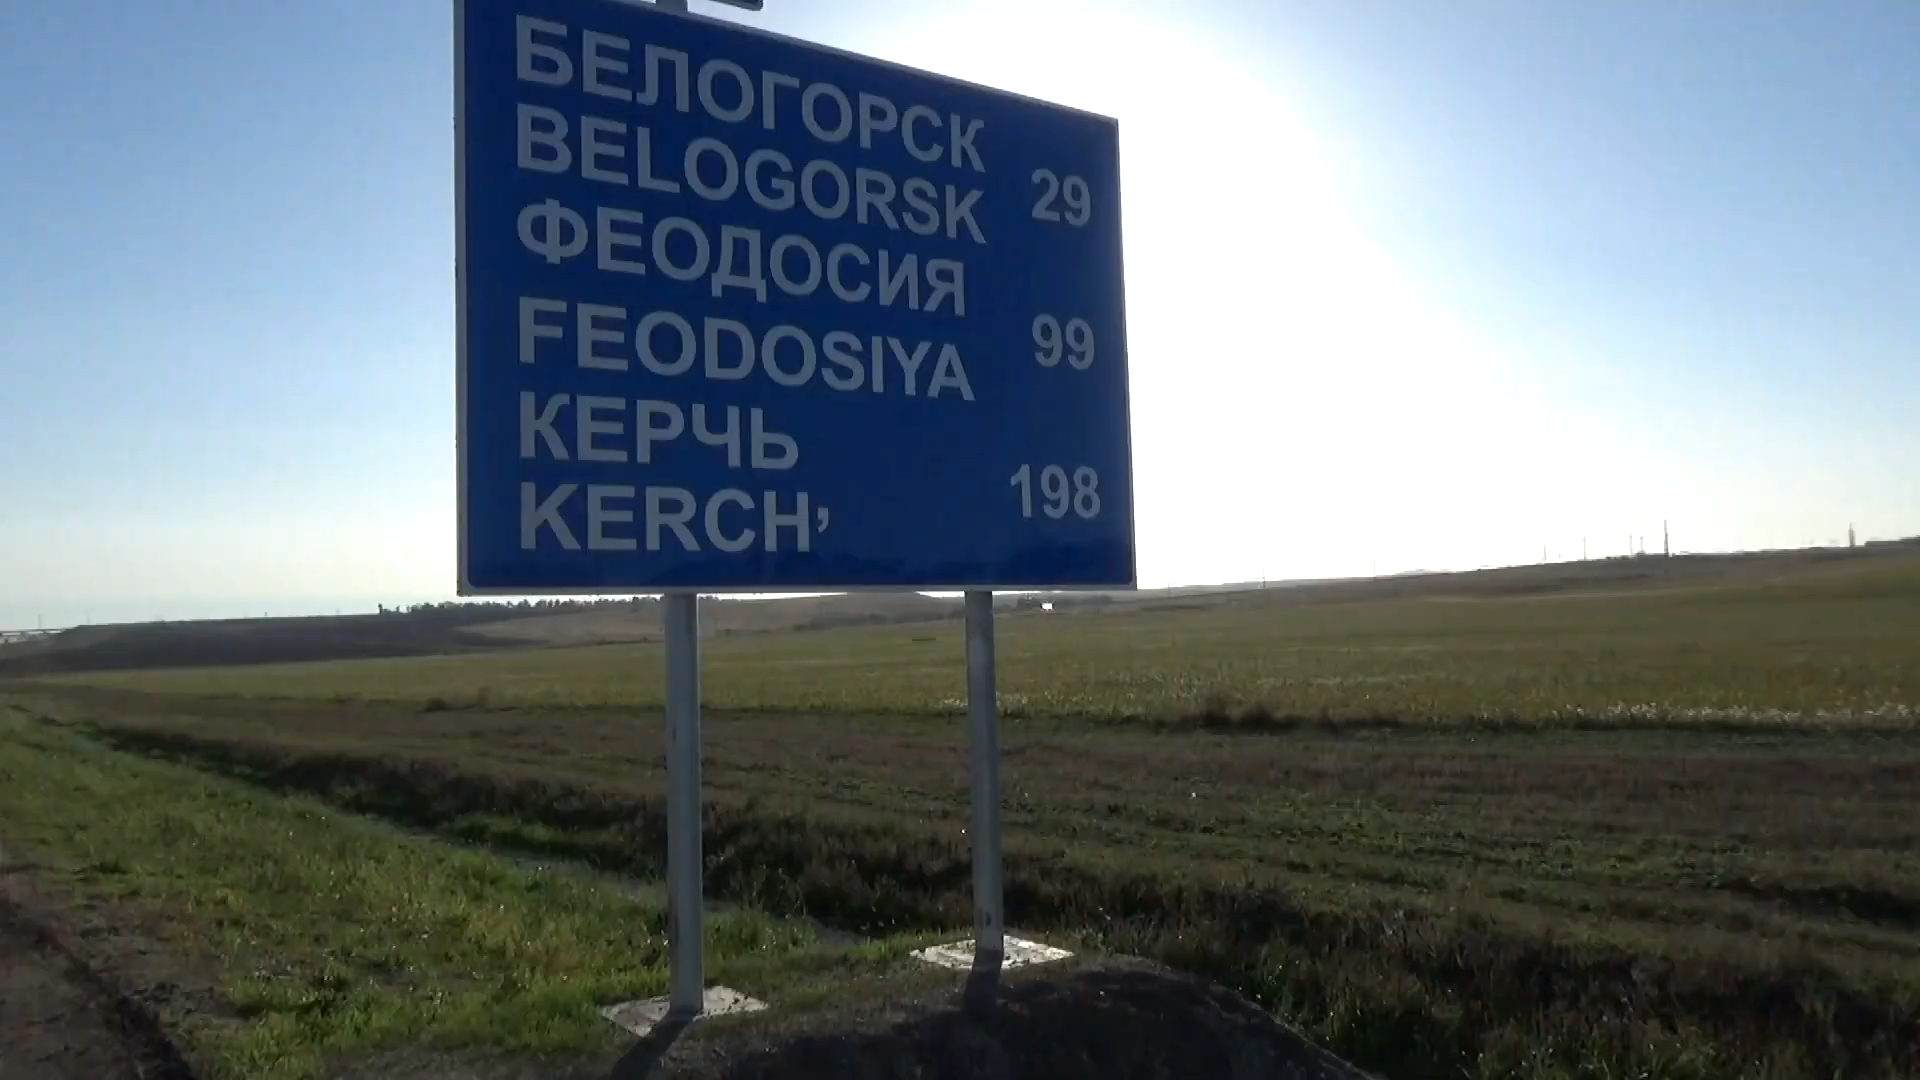 БЕЛОГОРСК
BELOGORSK 29
ФЕОДОСИЯ
FEODOSIYA 99
КЕРЧЬ
KERCH' 198